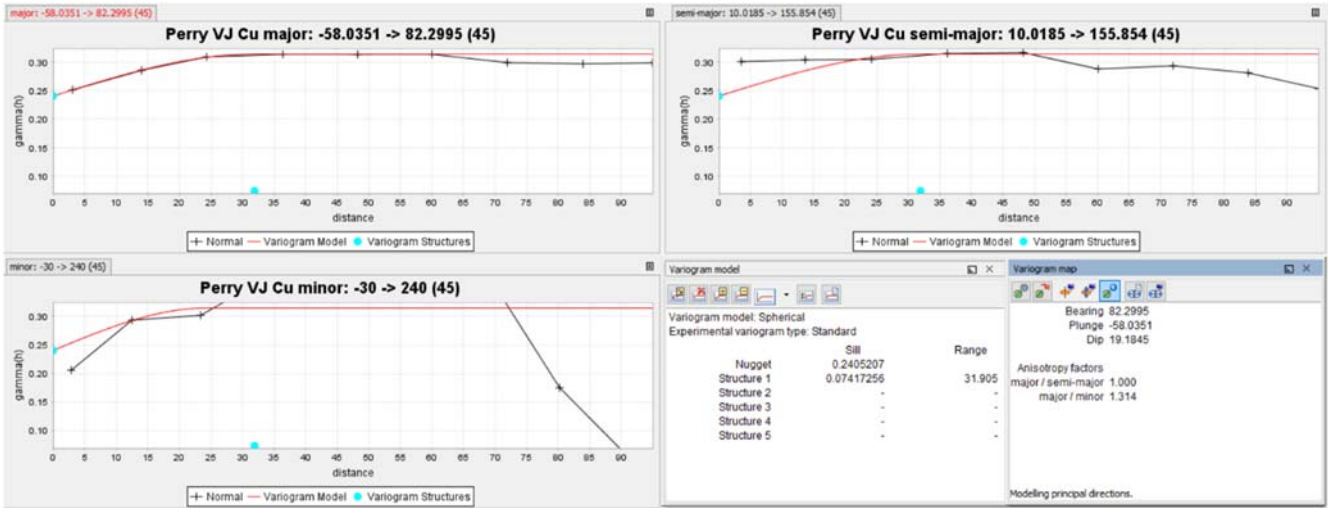 major: -58.0351 -> 82.2995 (45)
Perry VJ Cu major: -58.0351 -> 82.2995 (45)
0.30
0.25
0.20
0.15
0.10
gamma(h)
0 5 10 15 20 25 30 35 40 45 50 55 60 65 70 75 80 85 90
distance
Normal Variogram Model Variogram Structures
semi-major: 10.0185 -> 155.854 (45)
Perry VJ Cu semi-major: 10.0185 -> 155.854 (45)
0.30
0.25
0.20
0.15
0.10
gamma(h)
0 5 10 15 20 25 30 35 40 45 50 55 60 65 70 75 80 85 90
distance
Normal Variogram Model Variogram Structures
minor: -30 -> 240 (45)
Perry VJ Cu minor: -30 -> 240 (45)
0.30
0.25
0.20
0.15
0.10
gamma(h)
0 5 10 15 20 25 30 35 40 45 50 55 60 65 70 75 80 85 90
distance
Normal Variogram Model Variogram Structures
Variogram model
Variogram model: Spherical
Experimental variogram type: Standard
Sill Range
Nugget 0.2405207
Structure 1 0.07417256 31.905
Structure 2 - -
Structure 3 - -
Structure 4 - -
Structure 5 - -
Variogram map
Bearing 82.2995
Plunge -58.0351
Dip 19.1845
Anisotropy factors
major / semi-major 1.000
major / minor 1.314
Modelling principal directions.